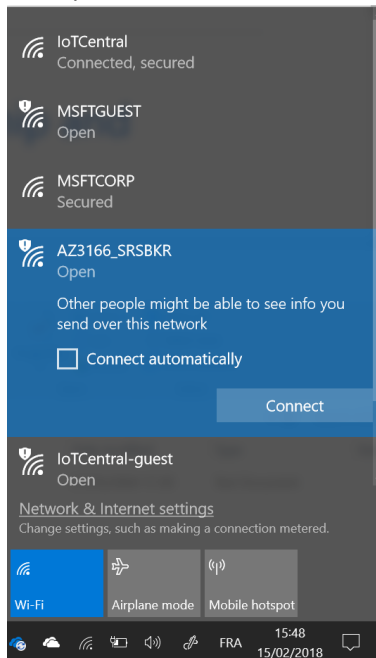 IoTCentral
Connected, secured
MSFTGUEST
Open
MSFTCORP
Secured
AZ3166_SRSBKR
Open
Other people might be able to see info you
send over this network
Connect automatically
Connect
IoTCentral-guest
Open
Network & Internet settings
Change settings, such as making a connection metered.
Wi-Fi
Airplane mode
Mobile hotspot
FRA
15:48
15/02/2018